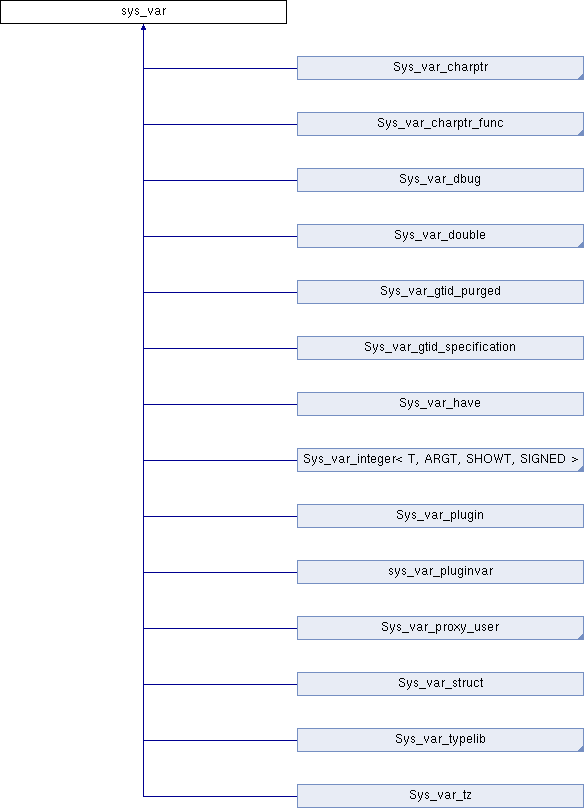 sys_var
Sys_var_charptr
Sys_var_charptr_func
Sys_var_dbug
Sys_var_double
Sys_var_gtid_purged
Sys_var_gtid_specification
Sys_var_have
Sys_var_integer< T, ARGT, SHOWT, SIGNED >
Sys_var_plugin
sys_var_pluginvar
Sys_var_proxy_user
Sys_var_struct
Sys_var_typelib
Sys_var_tz